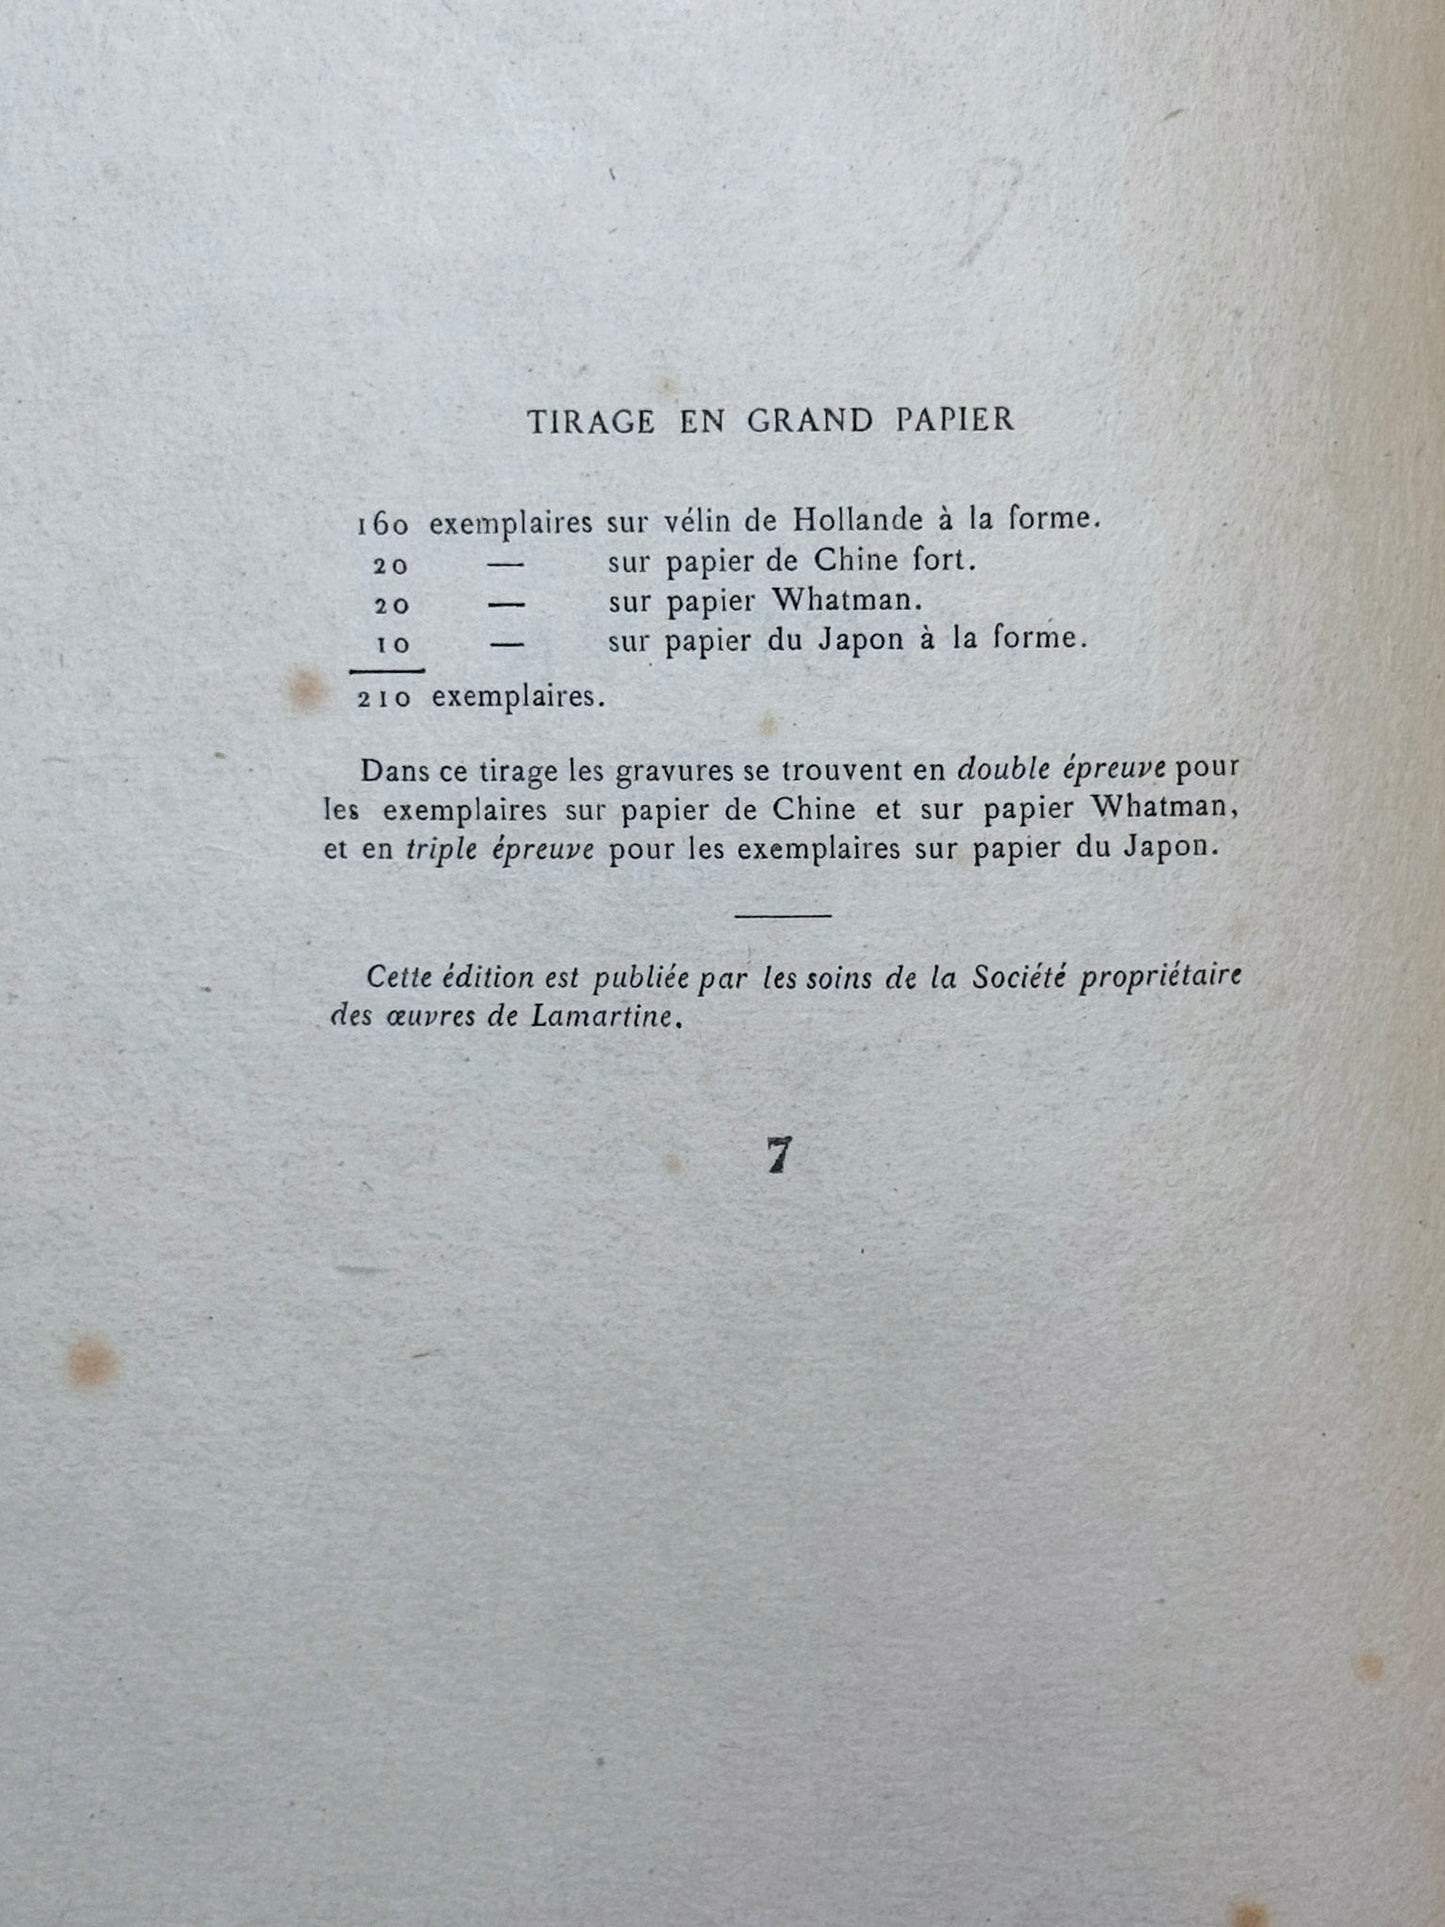 TIRAGE EN GRAND PAPIER
160 exemplaires sur vélin de Hollande à la forme.
20 — sur papier de Chine fort.
20 — sur papier Whatman.
10 — sur papier du Japon à la forme.
210 exemplaires.
Dans ce tirage les gravures se trouvent en double épreuve pour
les exemplaires sur papier de Chine et sur papier Whatman,
et en triple épreuve pour les exemplaires sur papier du Japon.
Cette édition est publiée par les soins de la Société propriétaire
des œuvres de Lamartine.
7